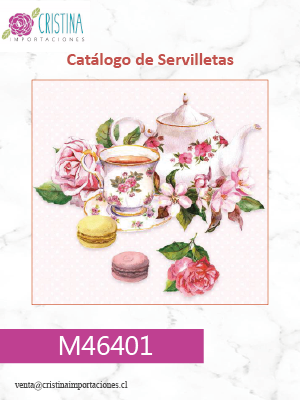 CRISTINA
IMPORTACIONES
Catálogo de Servilletas
M46401
venta@cristinaimportaciones.cl